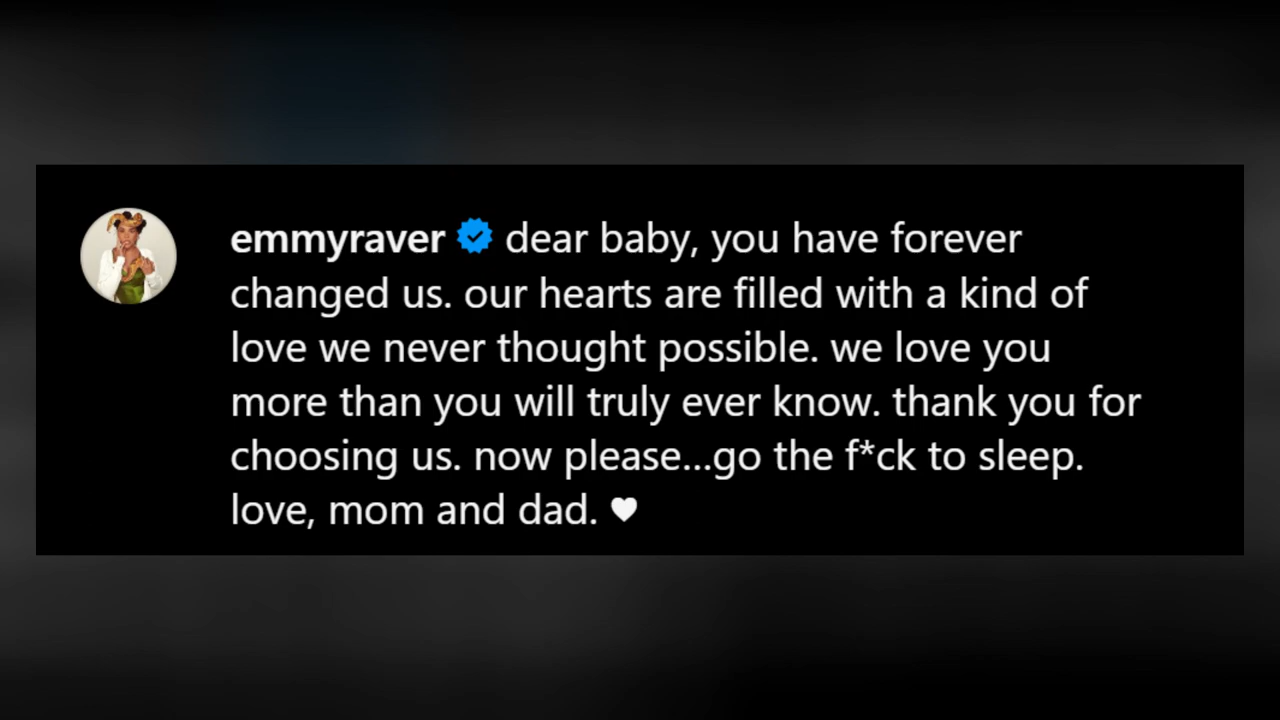 emmyraver dear baby, you have forever
changed us. our hearts are filled with a kind of
love we never thought possible. we love you
more than you will truly ever know. thank you for
choosing us. now please...go the f*ck to sleep.
love, mom and dad. ♥